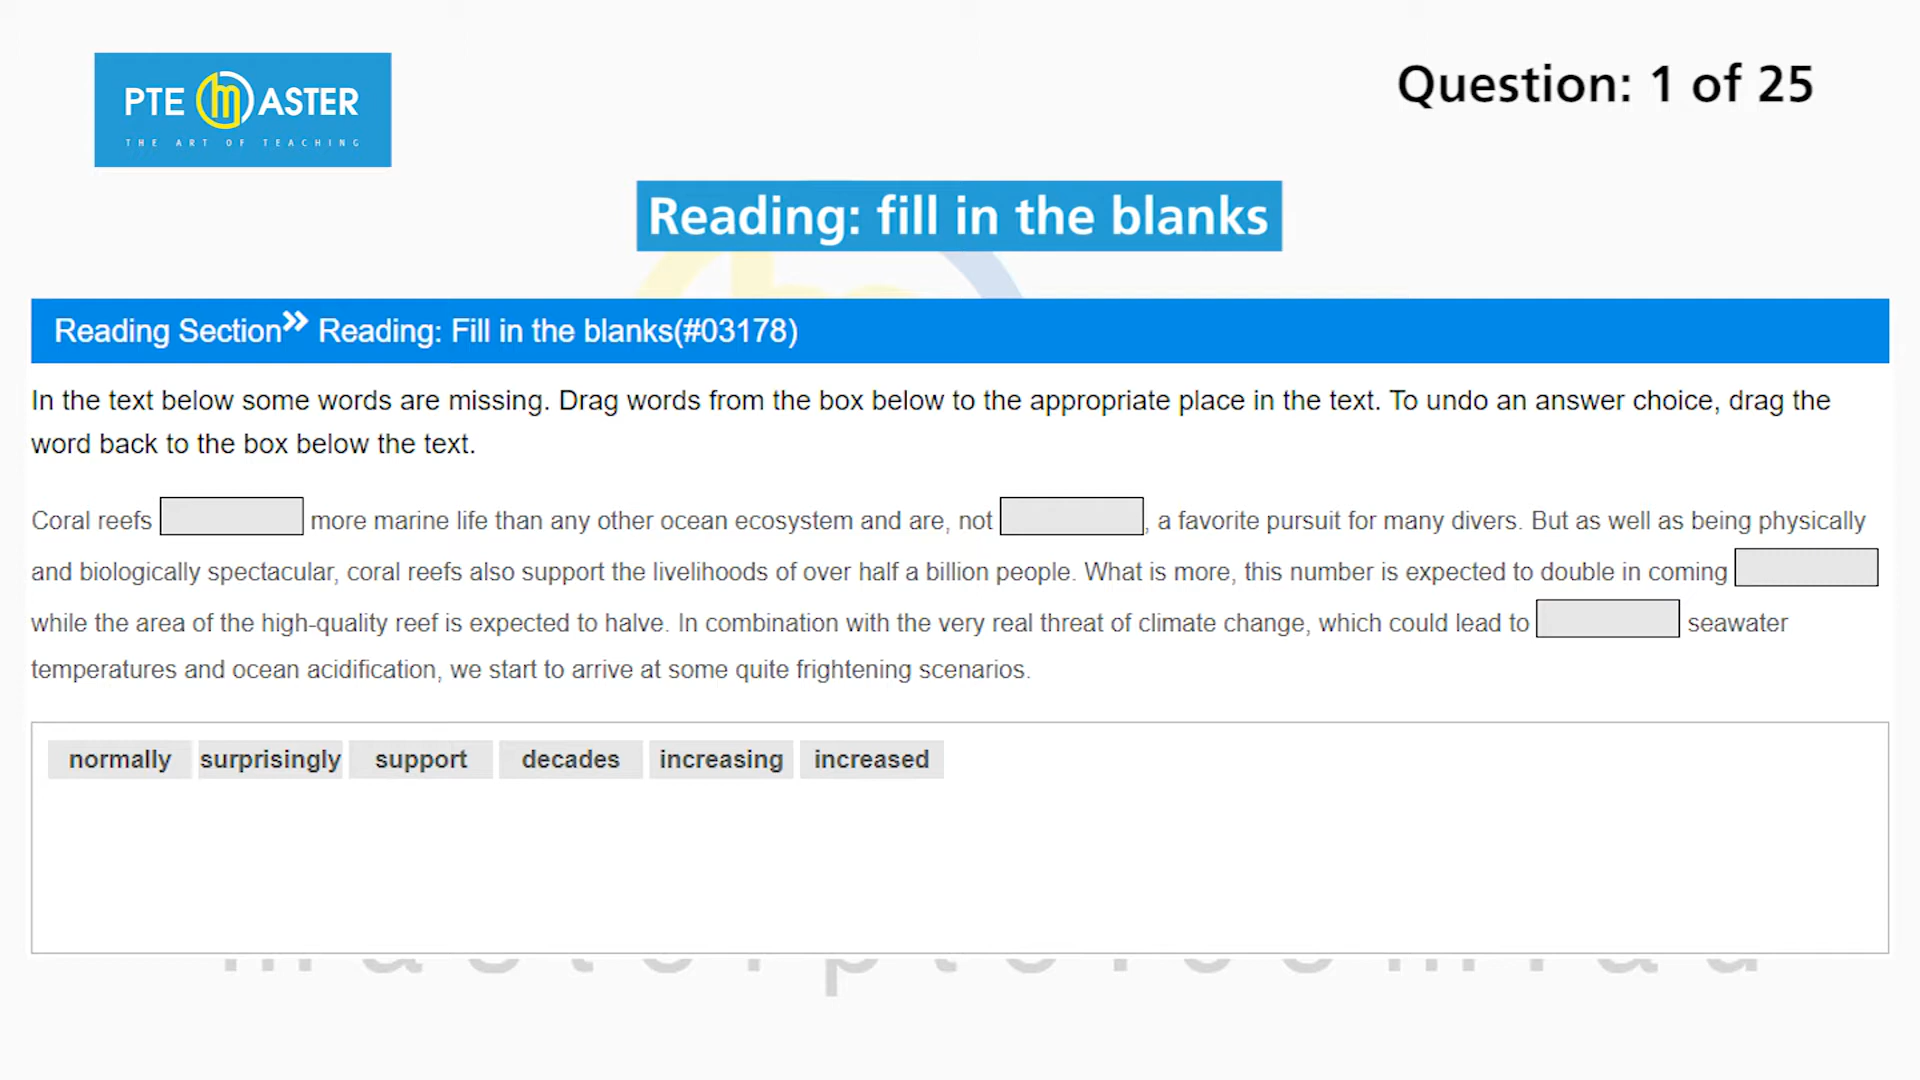 PTE MASTER
THE ART OF TEACHING
Question: 1 of 25
Reading: fill in the blanks
Reading Section» Reading: Fill in the blanks(#03178)
In the text below some words are missing. Drag words from the box below to the appropriate place in the text. To undo an answer choice, drag the
word back to the box below the text.
Coral reefs more marine life than any other ocean ecosystem and are, not , a favorite pursuit for many divers. But as well as being physically
and biologically spectacular, coral reefs also support the livelihoods of over half a billion people. What is more, this number is expected to double in coming
while the area of the high-quality reef is expected to halve. In combination with the very real threat of climate change, which could lead to seawater
temperatures and ocean acidification, we start to arrive at some quite frightening scenarios.
normally surprisingly support decades increasing increased